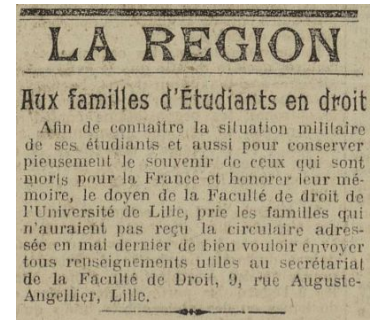 LA REGION
Aux familles d'Étudiants en droit
Afin de connaître la situation militaire
de ses étudiants et aussi pour conserver
pieusement le souvenir de ceux qui sont
morts pour la France et honorer leur mé-
moire, le doyen de la Faculté de droit de
l'Université de Lille, prie les familles qui
n'auraient pas reçu la circulaire adres-
sée en mai dernier de bien vouloir envoyer
tous renseignements utiles au secrétariat
de la Faculté de Droit, 9, rue Auguste-
Angellier, Lille.